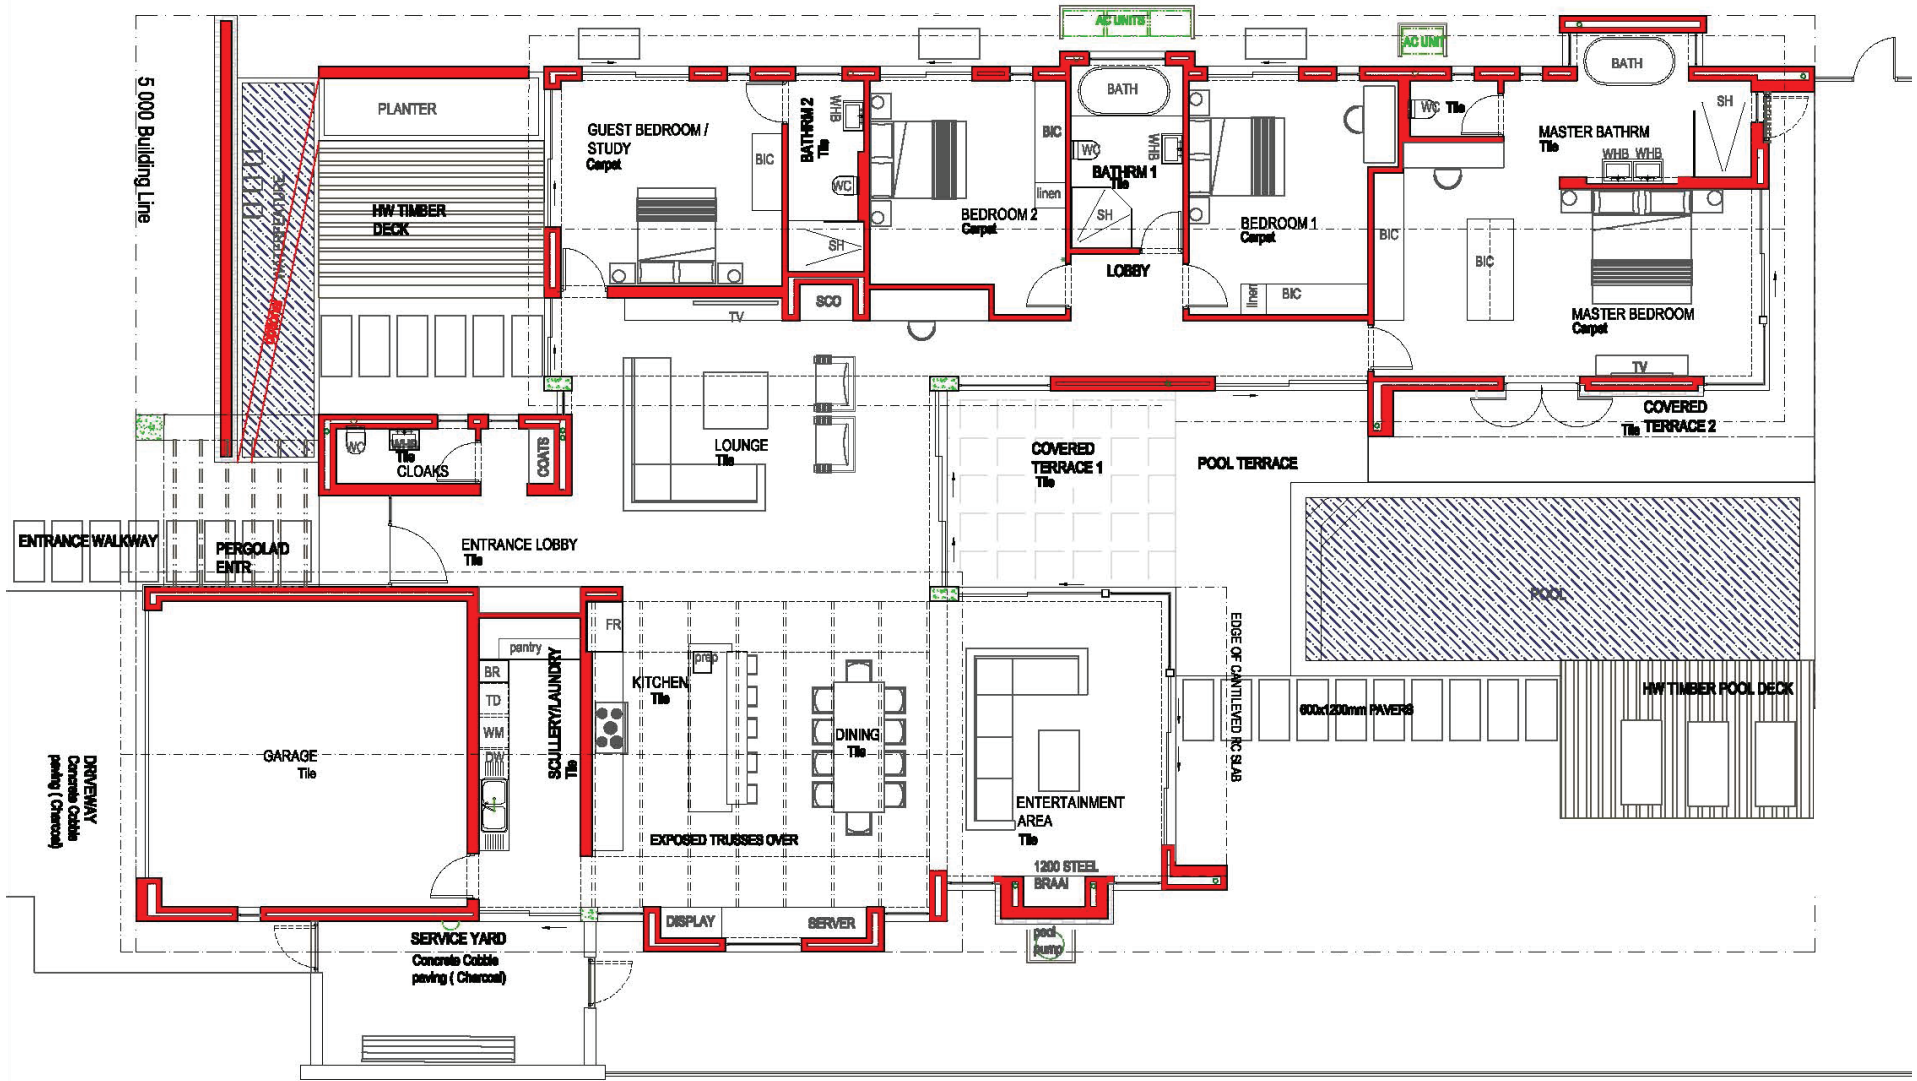 AC UNITS
AC UNIT
5 000 Building Line
PLANTER
GUEST BEDROOM /
STUDY
Carpet
BIC
BATHRM 2
Tile
WHB
WC
SH
BIC
linen
BATH
WC
WHB
BATHRM 1
Tile
SH
BEDROOM 2
Carpet
BEDROOM 1
Carpet
LOBBY
linen
BIC
WC
Tile
BATH
SH
MASTER BATHRM
Tile
WHB WHB
BIC
BIC
MASTER BEDROOM
Carpet
TV
HW TIMBER
DECK
TV
SCO
COVERED
TERRACE 2
Tile
WC
WHB
Tile
CLOAKS
COATS
LOUNGE
Tile
COVERED
TERRACE 1
Tile
POOL TERRACE
ENTRANCE WALKWAY
PERGOLA'D
ENTR
ENTRANCE LOBBY
Tile
POOL
EDGE OF CANTILEVED RC SLAB
FR
pantry
BR
TD
WM
DW
SCULLERY/LAUNDRY
Tile
KITCHEN
Tile
prep
DINING
Tile
600x1200mm PAVERS
HW TIMBER POOL DECK
GARAGE
Tile
DRIVEWAY
Concrete Cobble
paving ( Charcoal)
EXPOSED TRUSSES OVER
ENTERTAINMENT
AREA
Tile
1200 STEEL
BRAAI
DISPLAY
SERVER
pool
pump
SERVICE YARD
Concrete Cobble
paving ( Charcoal)